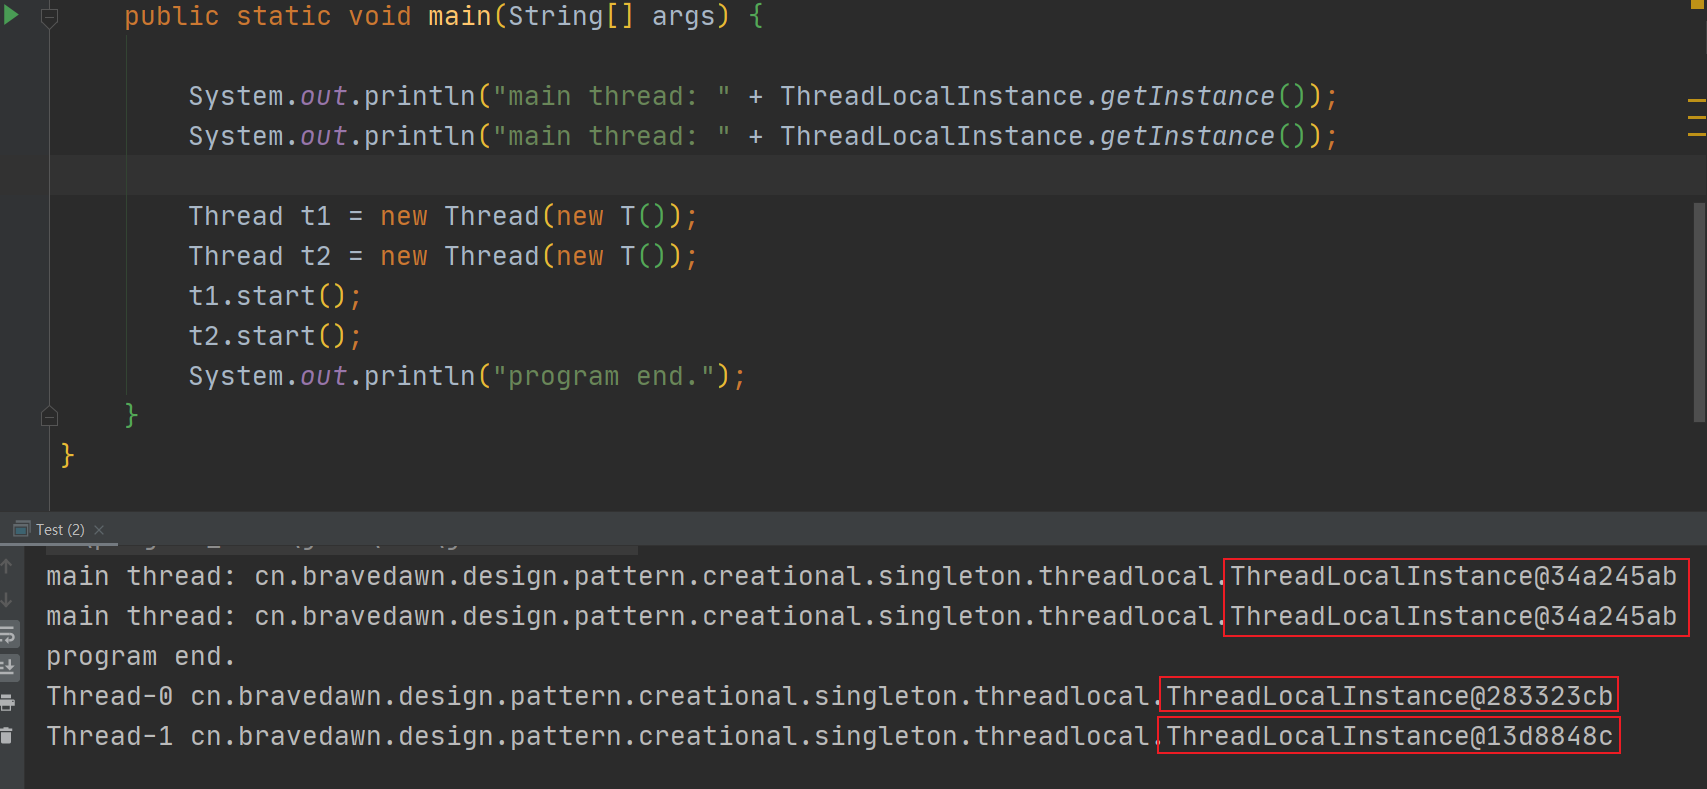 public static void main(String[] args) {
System.out.println("main thread: " + ThreadLocalInstance.getInstance());
System.out.println("main thread: " + ThreadLocalInstance.getInstance());
Thread t1 = new Thread(new T());
Thread t2 = new Thread(new T());
t1.start();
t2.start();
System.out.println("program end.");
}
}
Test (2)
main thread: cn.bravedawn.design.pattern.creational.singleton.threadlocal.ThreadLocalInstance@34a245ab
main thread: cn.bravedawn.design.pattern.creational.singleton.threadlocal.ThreadLocalInstance@34a245ab
program end.
Thread-0 cn.bravedawn.design.pattern.creational.singleton.threadlocal.ThreadLocalInstance@283323cb
Thread-1 cn.bravedawn.design.pattern.creational.singleton.threadlocal.ThreadLocalInstance@13d8848c